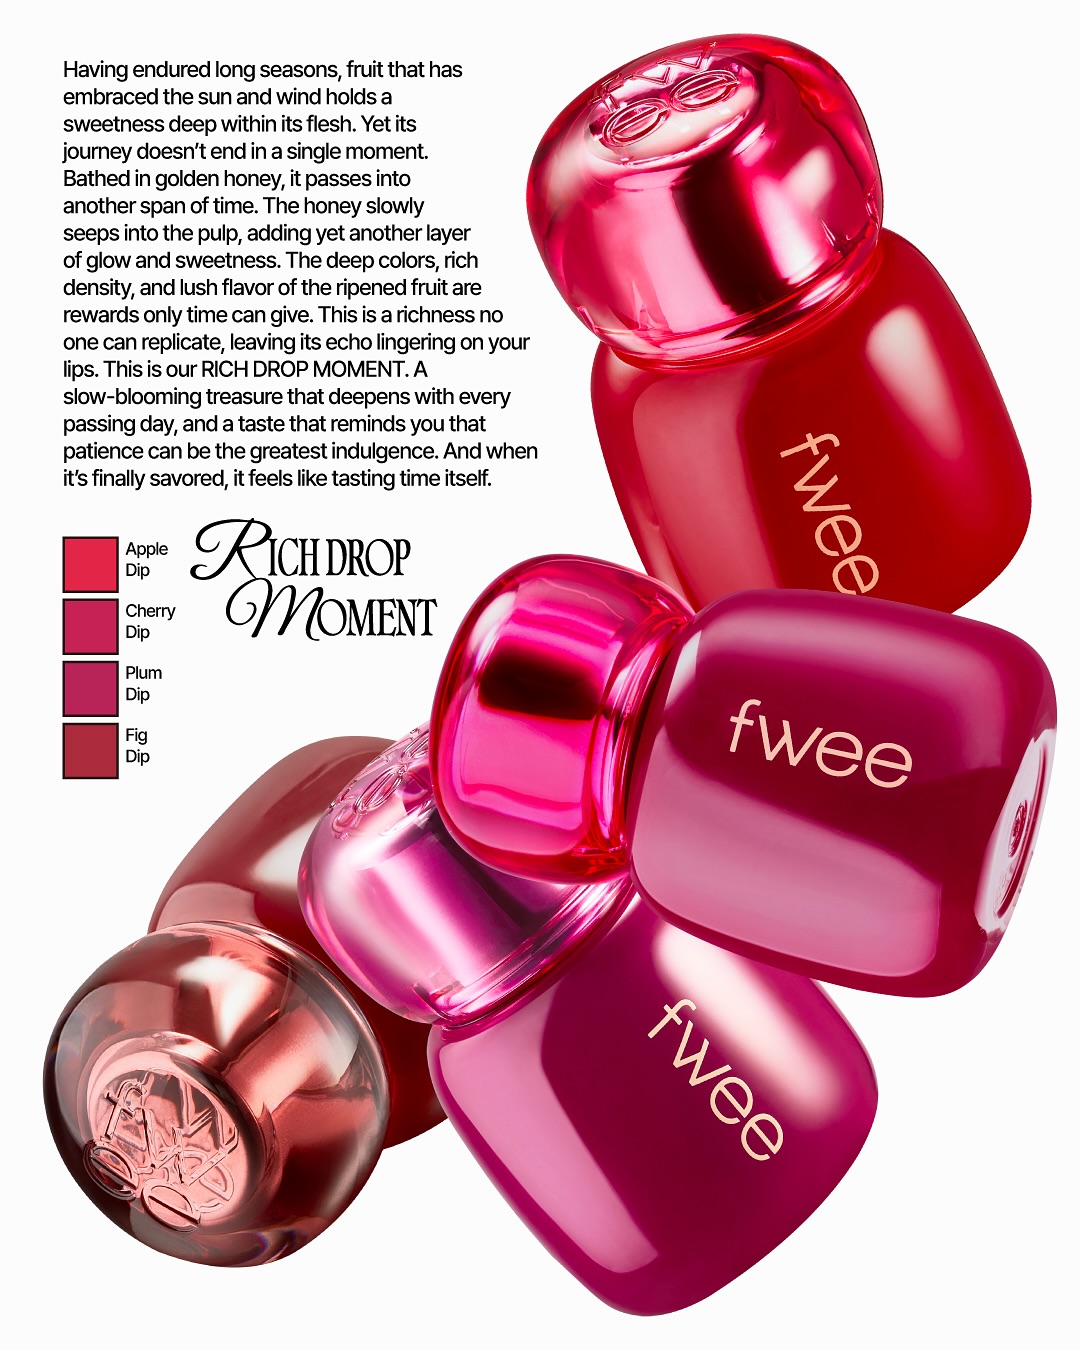 Having endured long seasons, fruit that has
embraced the sun and wind holds a
sweetness deep within its flesh. Yet its
journey doesn’t end in a single moment.
Bathed in golden honey, it passes into
another span of time. The honey slowly
seeps into the pulp, adding yet another layer
of glow and sweetness. The deep colors, rich
density, and lush flavor of the ripened fruit are
rewards only time can give. This is a richness no
one can replicate, leaving its echo lingering on your
lips. This is our RICH DROP MOMENT. A
slow-blooming treasure that deepens with every
passing day, and a taste that reminds you that
patience can be the greatest indulgence. And when
it’s finally savored, it feels like tasting time itself.
RICH DROP
MOMENT
Apple
Dip
Cherry
Dip
Plum
Dip
Fig
Dip
fw
ee
fwee
fwee
fwee
fw
ee